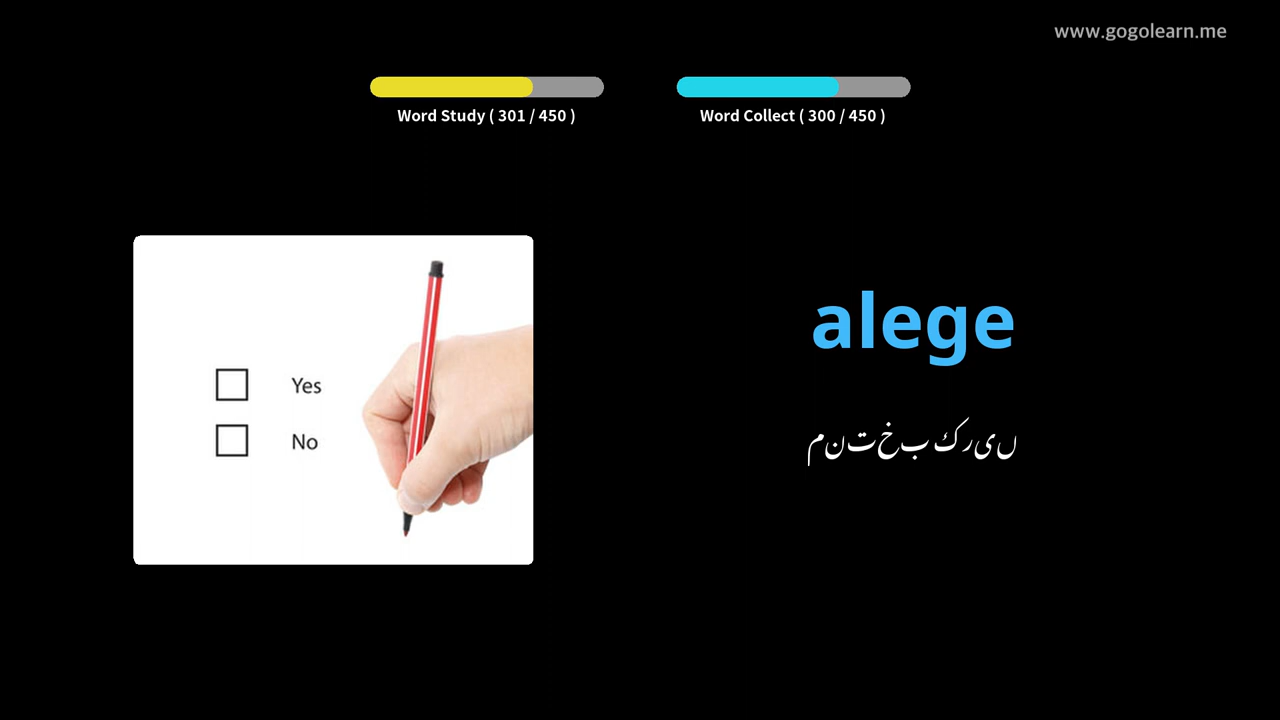 www.gogolearn.me
Word Study ( 301 / 450 )
Word Collect ( 300 / 450 )
Yes
No
alege
منتخب کریں